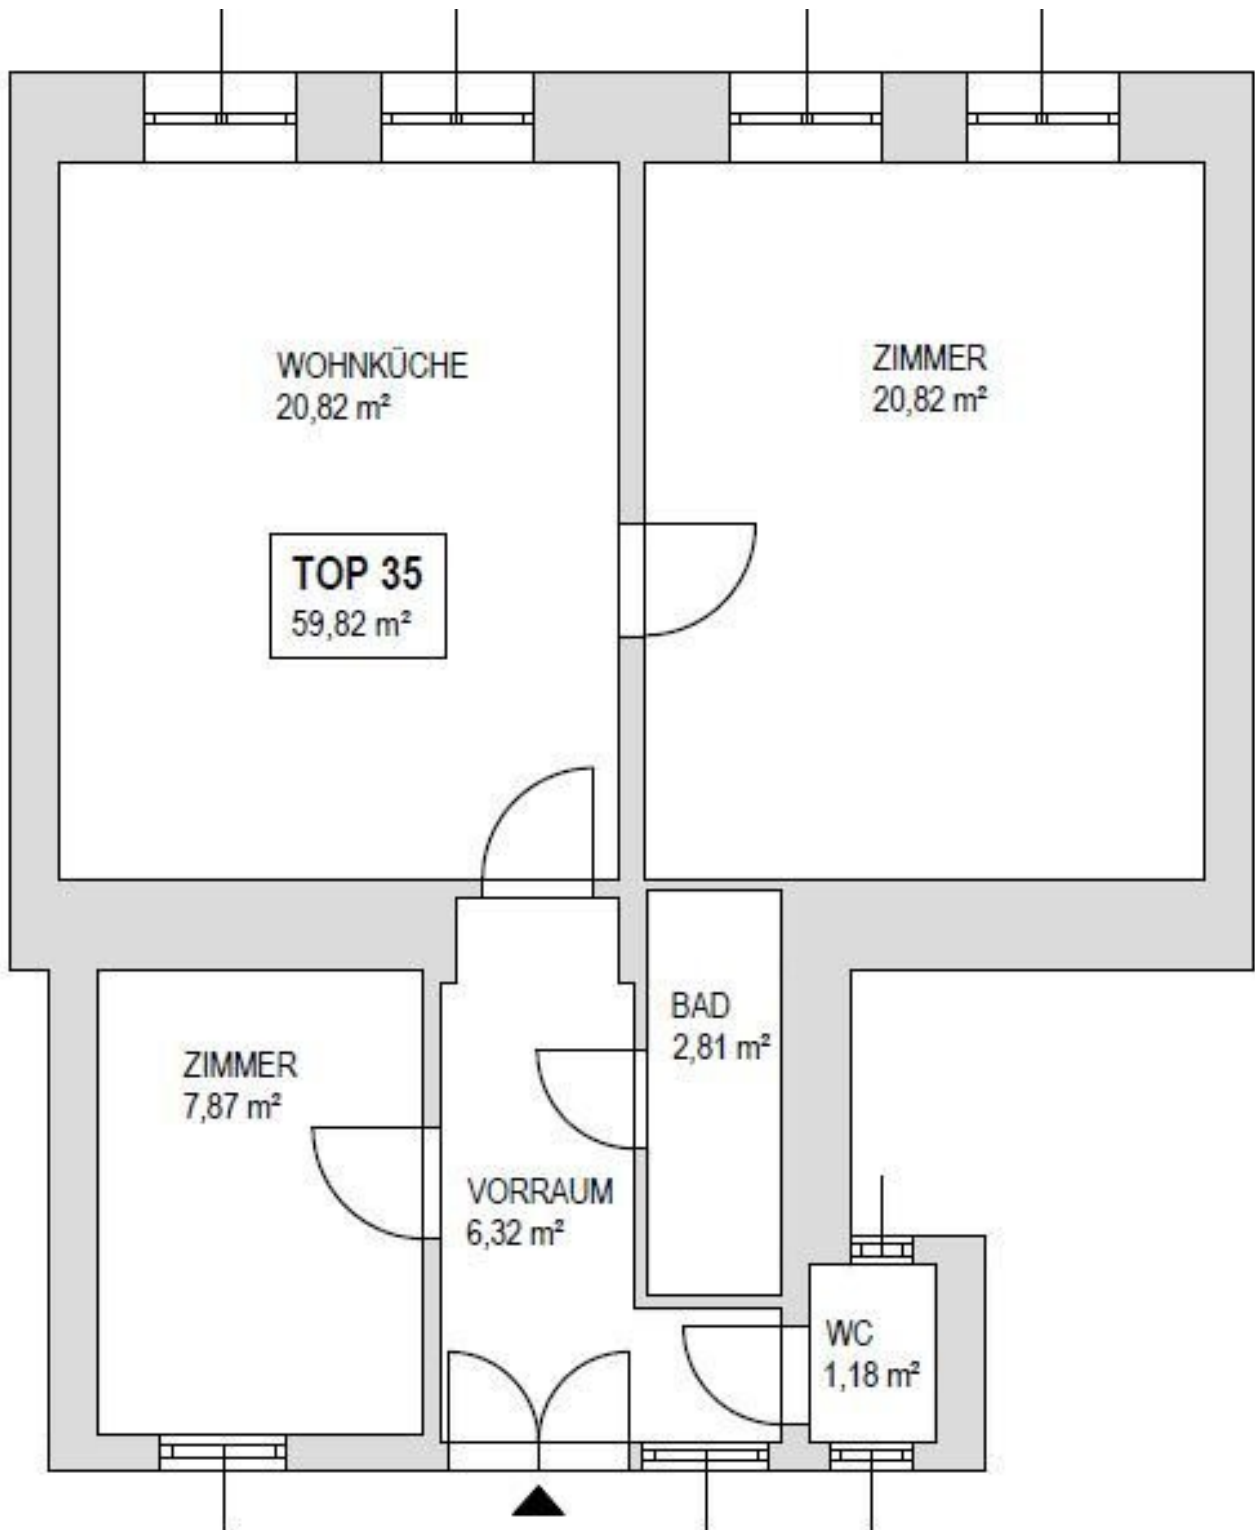 WOHNKÜCHE
20,82 m²
ZIMMER
20,82 m²
TOP 35
59,82 m²
BAD
2,81 m²
ZIMMER
7,87 m²
VORRAUM
6,32 m²
WC
1,18 m²